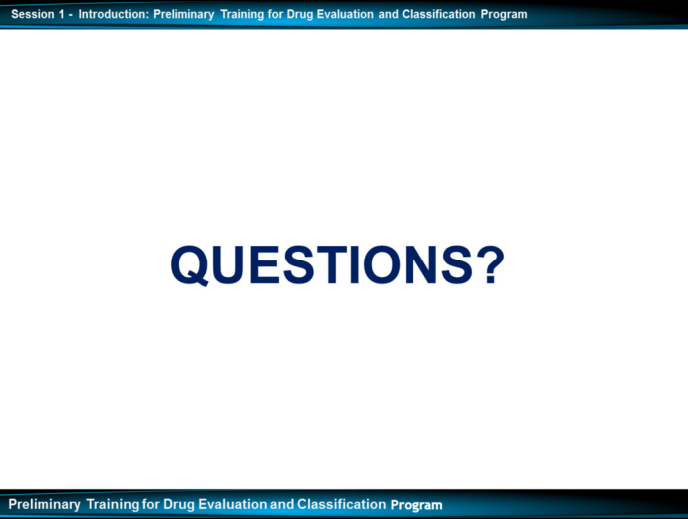 Session 1 - Introduction: Preliminary Training for Drug Evaluation and Classification Program
QUESTIONS?
Preliminary Training for Drug Evaluation and Classification Program